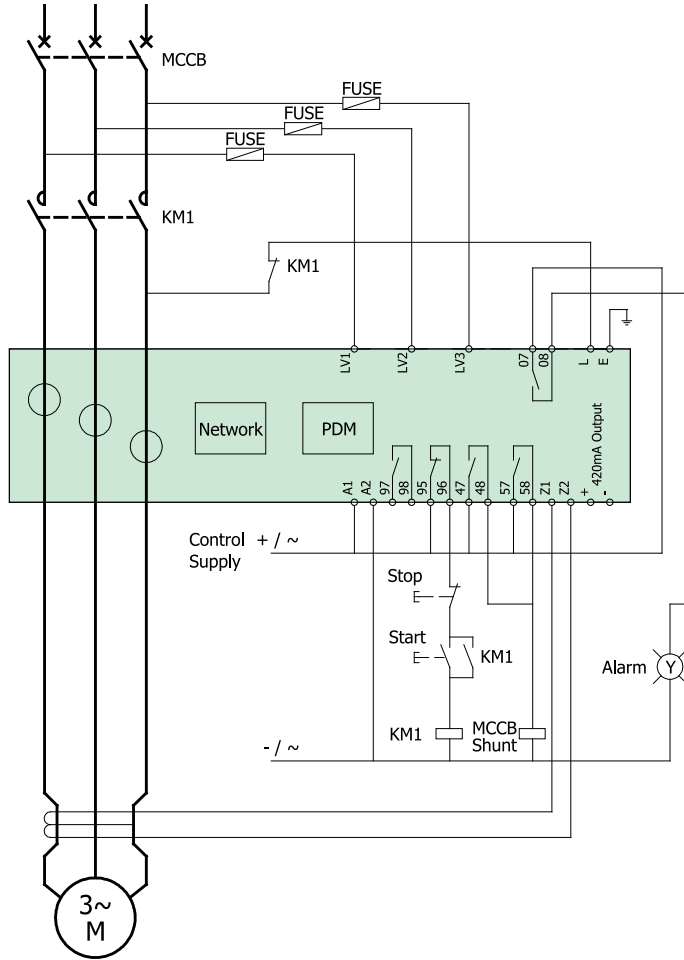 MCCB
FUSE
FUSE
FUSE
KM1
KM1
LV1
LV2
LV3
07
08
L
E
Network
PDM
420mA Output
A1
A2
97
98
95
96
47
48
57
58
Z1
Z2
+
-
Control + / ~
Supply
Stop
Start
KM1
Alarm
Y
KM1
MCCB
Shunt
- / ~
3~
M